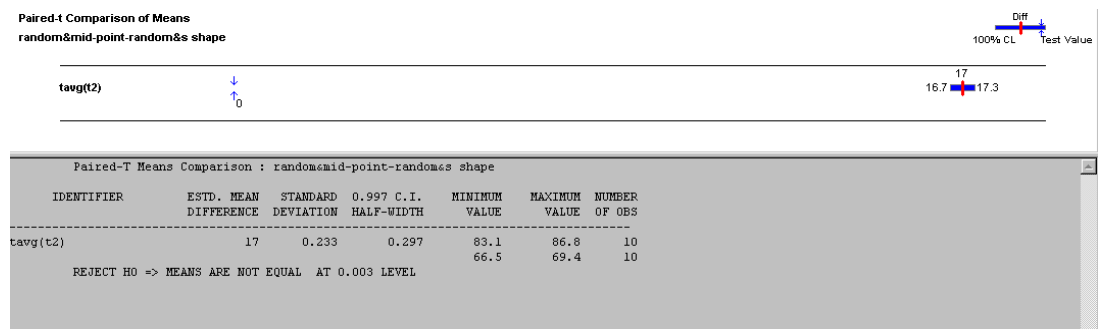 Paired-t Comparison of Means
random&mid-point-random&s shape
Diff
100% CL Test Value
tavg(t2)
0
17
16.7 17.3
Paired-T Means Comparison : random&mid-point-random&s shape
IDENTIFIER ESTD. MEAN STANDARD 0.997 C.I. MINIMUM MAXIMUM NUMBER
DIFFERENCE DEVIATION HALF-WIDTH VALUE VALUE OF OBS
tavg(t2) 17 0.233 0.297 83.1 86.8 10
66.5 69.4 10
REJECT H0 => MEANS ARE NOT EQUAL AT 0.003 LEVEL